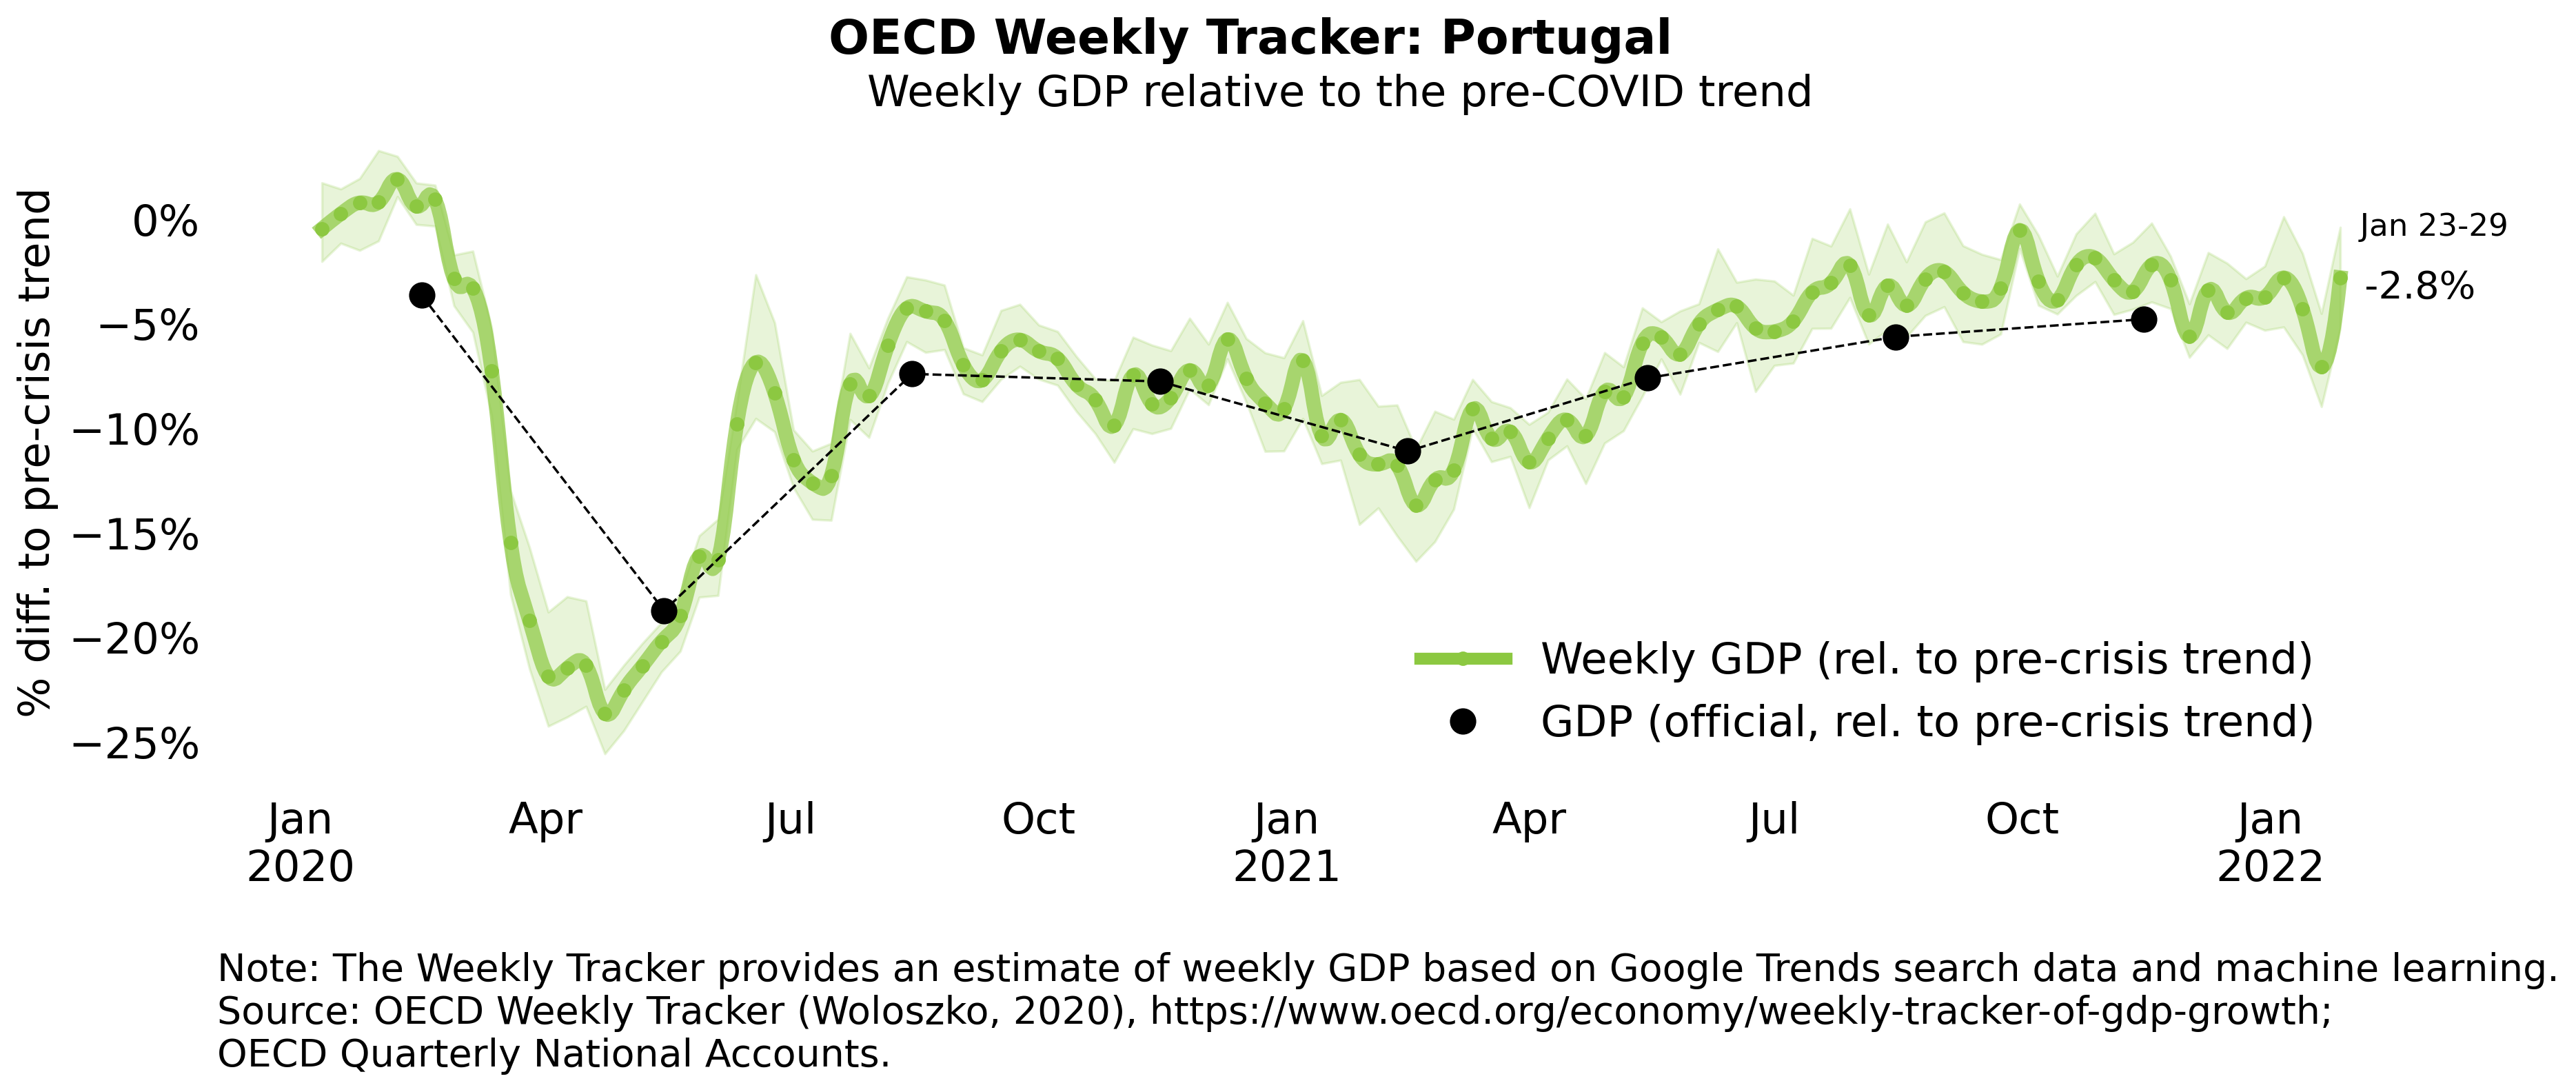 OECD Weekly Tracker: Portugal
Weekly GDP relative to the pre-COVID trend
% diff. to pre-crisis trend
0%
−5%
−10%
−15%
−20%
−25%
Jan 23-29
-2.8%
Weekly GDP (rel. to pre-crisis trend)
GDP (official, rel. to pre-crisis trend)
Jan Apr Jul Oct Jan Apr Jul Oct Jan
2020 2021 2022
Note: The Weekly Tracker provides an estimate of weekly GDP based on Google Trends search data and machine learning.
Source: OECD Weekly Tracker (Woloszko, 2020), https://www.oecd.org/economy/weekly-tracker-of-gdp-growth;
OECD Quarterly National Accounts.